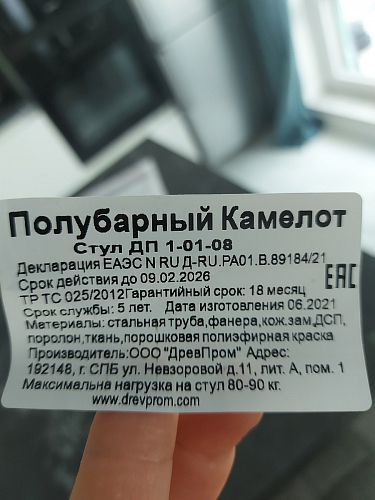 Полубарный Камелот
Стул ДП 1-01-08
Декларация ЕАЭС N RU Д-RU.РА01.В.89184/21
Срок действия до 09.02.2026
EAC
ТР ТС 025/2012Гарантийный срок: 18 месяц
Срок службы: 5 лет. Дата изготовления 06.2021
Материалы: стальная труба,фанера,кож.зам,ДСП,
поролон,ткань,порошковая полиэфирная краска
Производитель:ООО "ДревПром" Адрес:
192148, г. СПБ ул. Невзоровой д.11, лит. А, пом. 1
Максимальна нагрузка на стул 80-90 кг.
www.drevprom.com